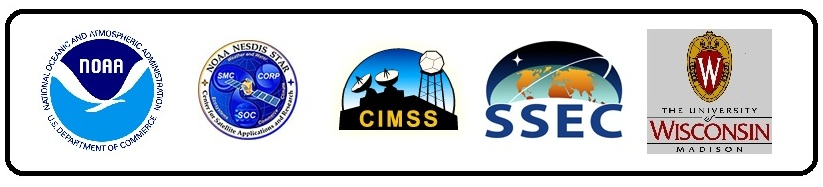 NATIONAL OCEANIC AND ATMOSPHERIC ADMINISTRATION
NOAA
U.S. DEPARTMENT OF COMMERCE
NOAA NESDIS STAR
SMC
CORP
SOC
Center for Satellite Applications and Research
CIMSS
SSEC
W
THE UNIVERSITY
of
WISCONSIN
MADISON